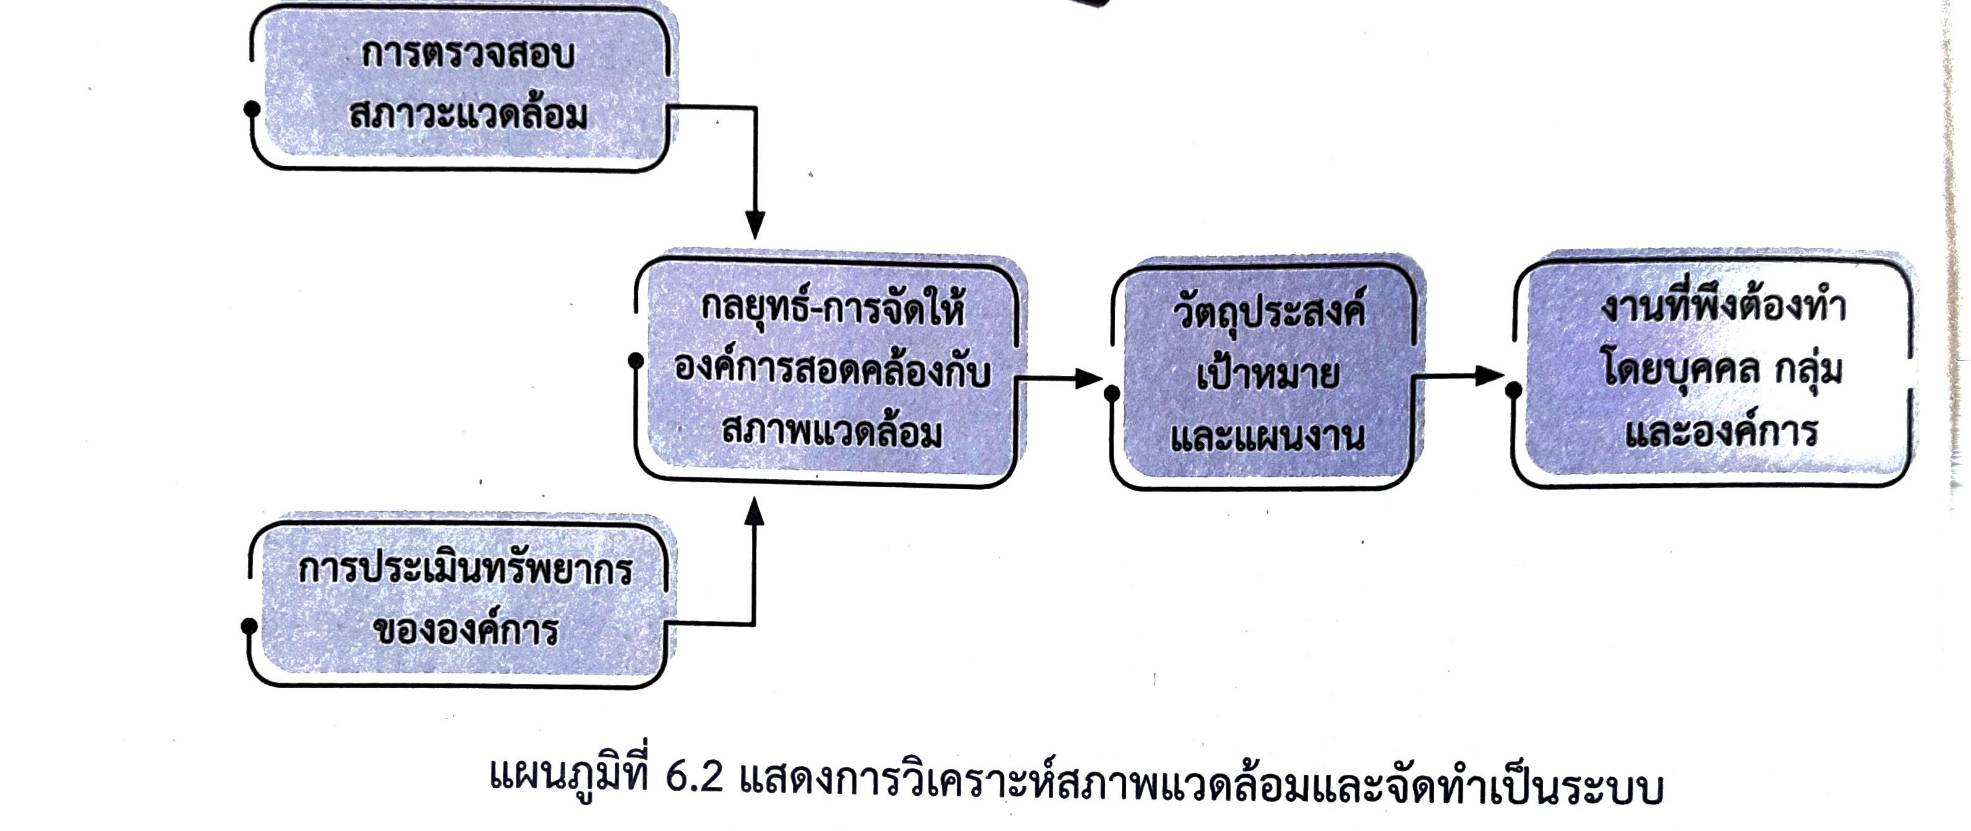 การตรวจสอบ
สภาวะแวดล้อม
กลยุทธ์-การจัดให้
องค์การสอดคล้องกับ
สภาพแวดล้อม
วัตถุประสงค์
เป้าหมาย
และแผนงาน
งานที่พึงต้องทำ
โดยบุคคล กลุ่ม
และองค์การ
การประเมินทรัพยากร
ขององค์การ
แผนภูมิที่ 6.2 แสดงการวิเคราะห์สภาพแวดล้อมและจัดทำเป็นระบบ